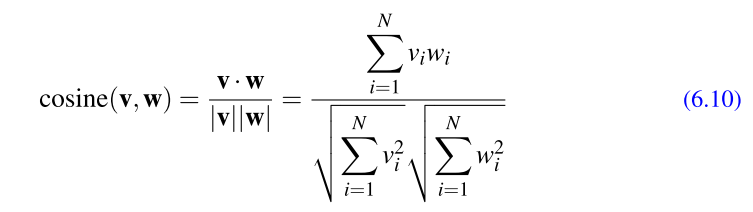 cosine(v, w) = v · w / |v||w| = ∑_{i=1}^{N} v_i w_i / √(∑_{i=1}^{N} v_i^2) √(∑_{i=1}^{N} w_i^2) (6.10)